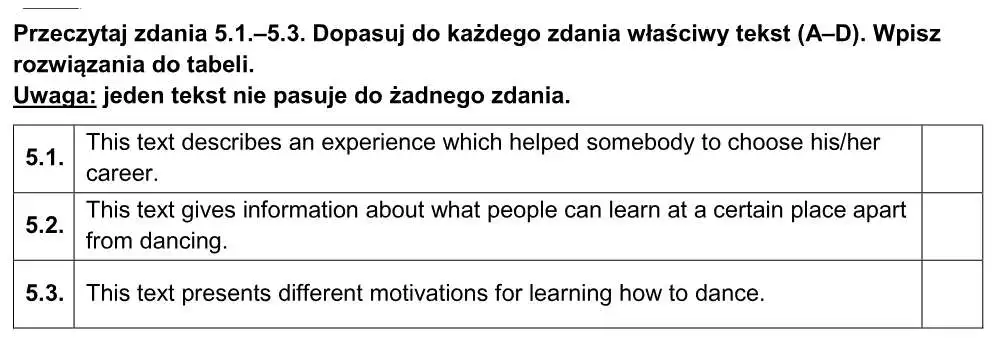 Przeczytaj zdania 5.1.–5.3. Dopasuj do każdego zdania właściwy tekst (A–D). Wpisz
rozwiązania do tabeli.
Uwaga: jeden tekst nie pasuje do żadnego zdania.
5.1. This text describes an experience which helped somebody to choose his/her
career.
5.2. This text gives information about what people can learn at a certain place apart
from dancing.
5.3. This text presents different motivations for learning how to dance.